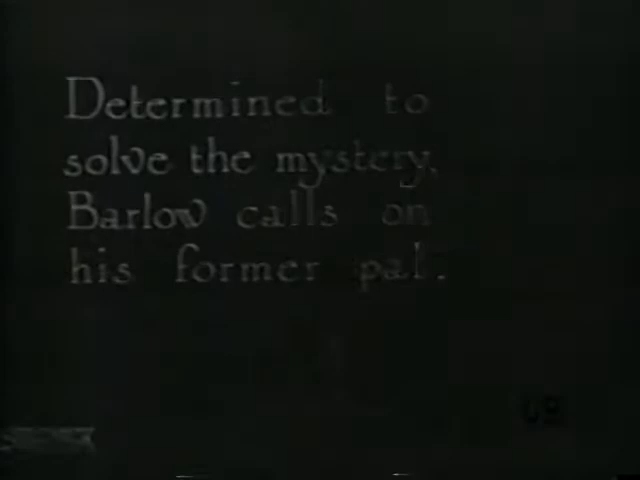 Determined to
solve the mystery,
Barlow calls on
his former pal.